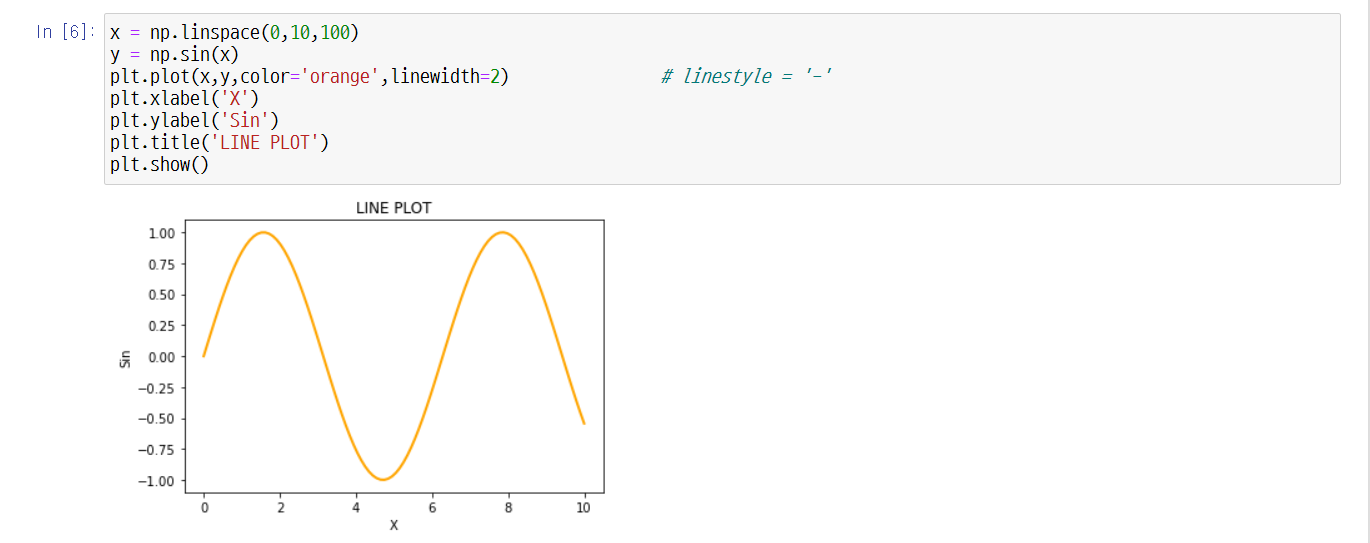 In [6]:
x = np.linspace(0,10,100)
y = np.sin(x)
plt.plot(x,y,color='orange',linewidth=2) # linestyle = '-'
plt.xlabel('X')
plt.ylabel('Sin')
plt.title('LINE PLOT')
plt.show()
LINE PLOT
1.00
0.75
0.50
0.25
0.00
−0.25
−0.50
−0.75
−1.00
Sin
0 2 4 6 8 10
X